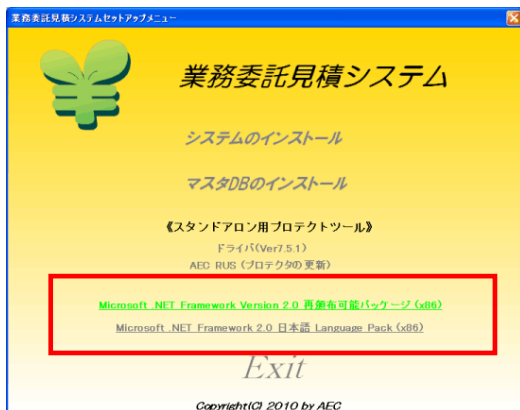 業務委託見積システムセットアップメニュー
業務委託見積システム
システムのインストール
マスタDBのインストール
《スタンドアロン用プロテクトツール》
ドライバ(Ver7.5.1)
AEC RUS (プロテクタの更新)
Microsoft .NET Framework Version 2.0 再頒布可能パッケージ (x86)
Microsoft .NET Framework 2.0 日本語 Language Pack (x86)
Exit
Copyright(C) 2010 by AEC